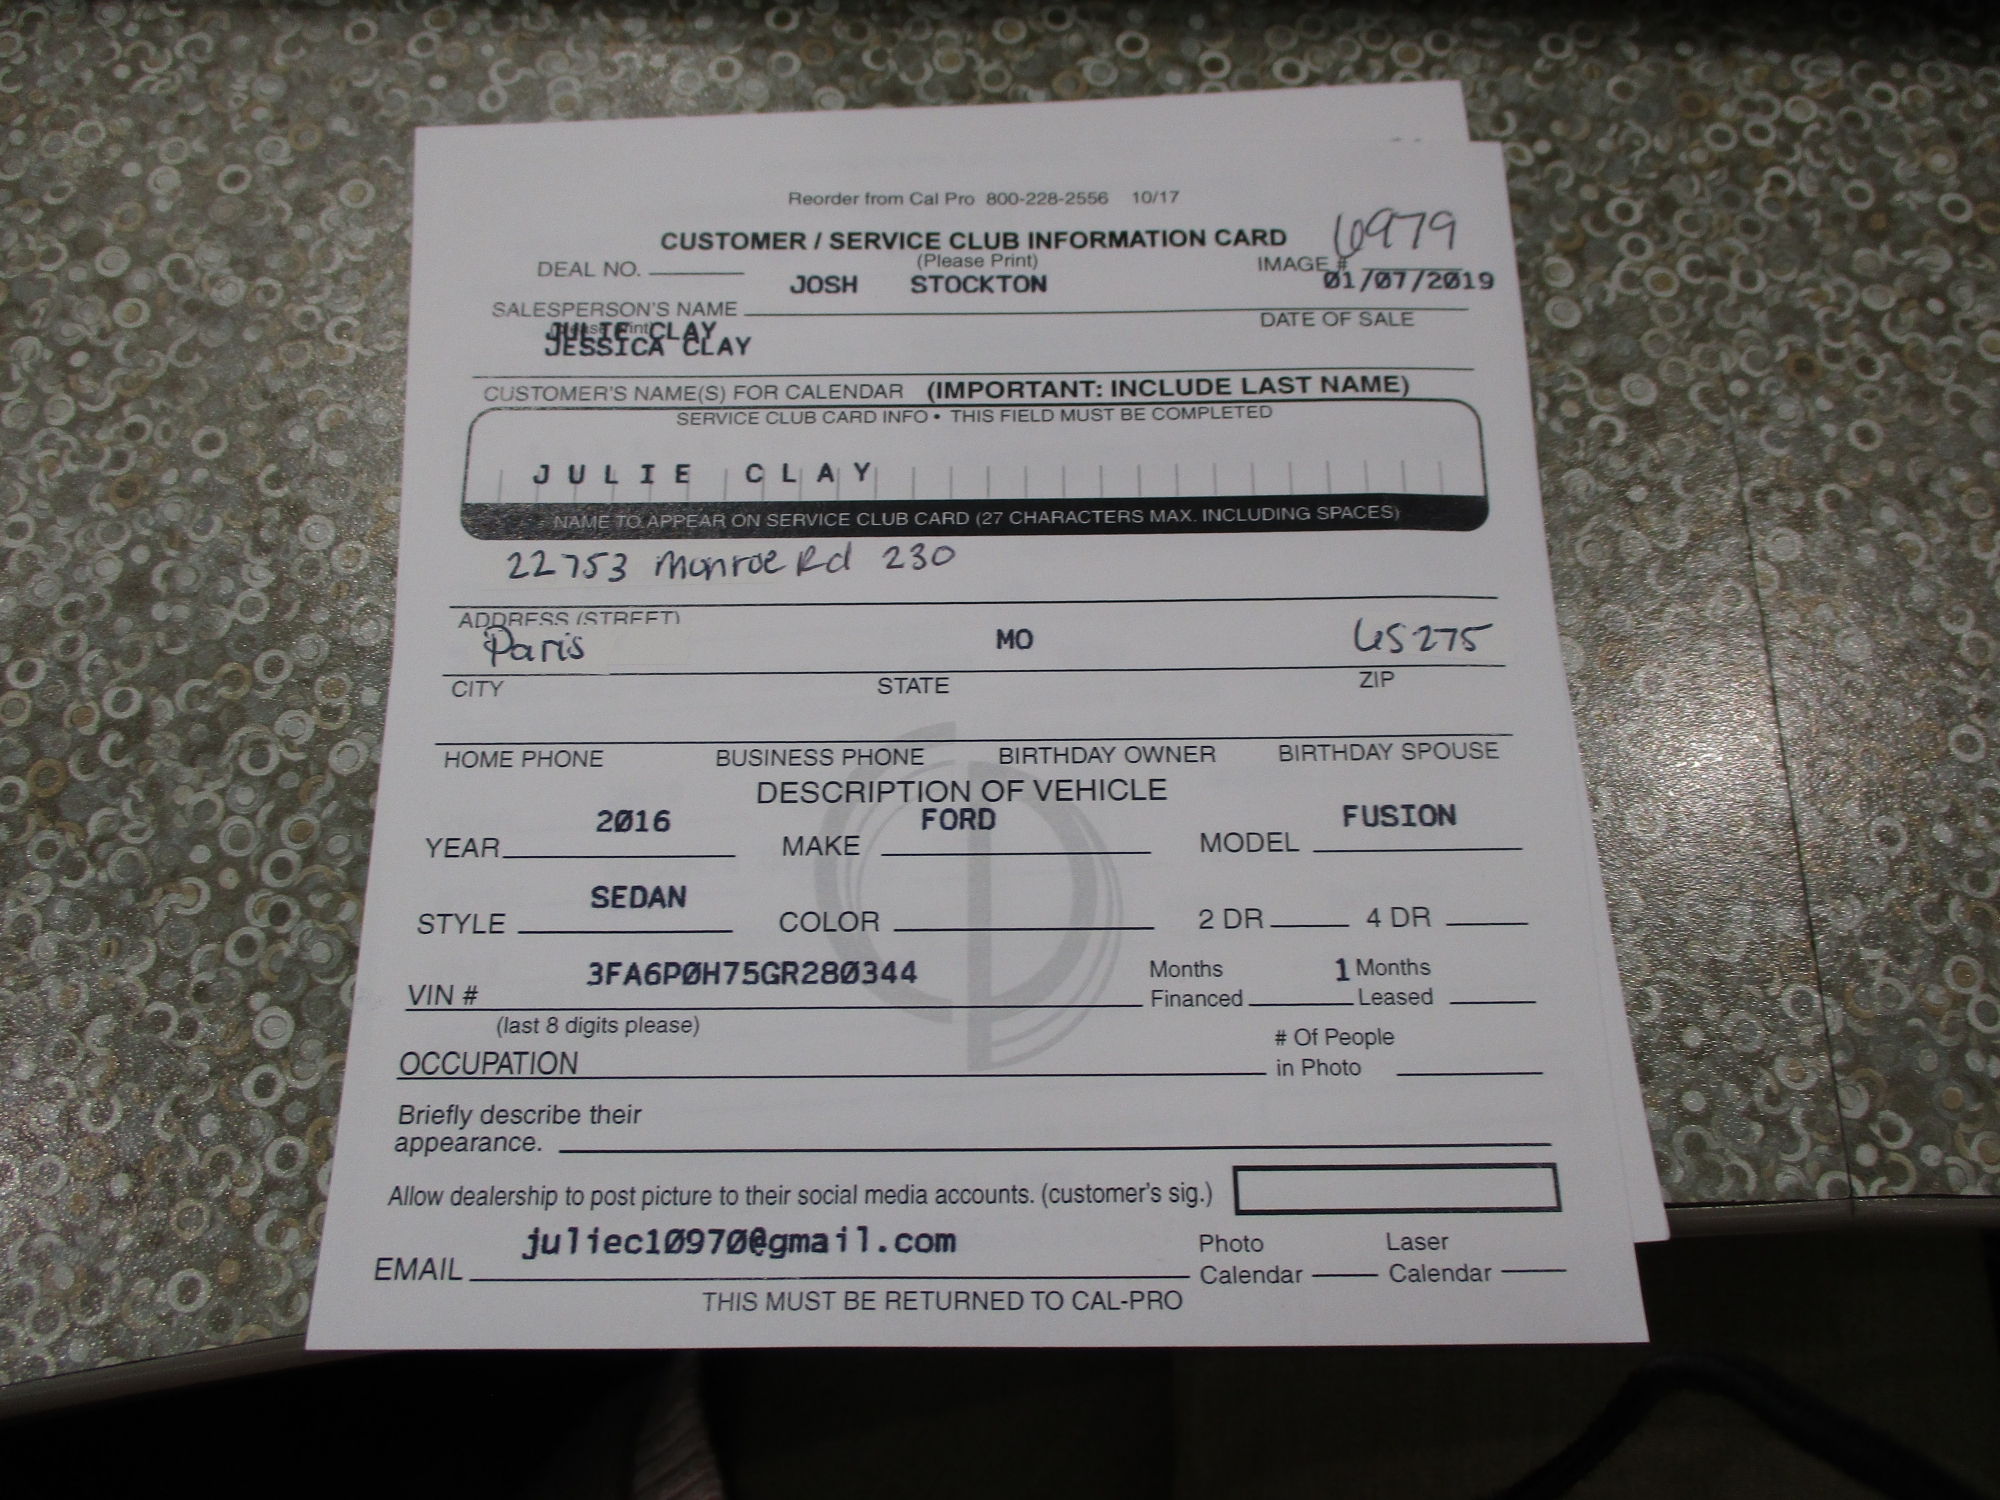 Reorder from Cal Pro 800-228-2556 10/17
CUSTOMER / SERVICE CLUB INFORMATION CARD
(Please Print)
DEAL NO.
IMAGE # 6979
JOSH STOCKTON 01/07/2019
SALESPERSON'S NAME DATE OF SALE
JULIE CLAY
JESSICA CLAY
CUSTOMER'S NAME(S) FOR CALENDAR (IMPORTANT: INCLUDE LAST NAME)
SERVICE CLUB CARD INFO • THIS FIELD MUST BE COMPLETED
JULIE CLAY
NAME TO APPEAR ON SERVICE CLUB CARD (27 CHARACTERS MAX. INCLUDING SPACES)
22753 Monroe Rd 230
ADDRESS (STREET)
Paris MO 65275
CITY STATE ZIP
HOME PHONE BUSINESS PHONE BIRTHDAY OWNER BIRTHDAY SPOUSE
DESCRIPTION OF VEHICLE
YEAR 2016 MAKE FORD MODEL FUSION
STYLE SEDAN COLOR 2 DR 4 DR
VIN # 3FA6P0H75GR280344 Months Financed 1 Months Leased
(last 8 digits please)
OCCUPATION # Of People in Photo
Briefly describe their
appearance.
Allow dealership to post picture to their social media accounts. (customer's sig.)
EMAIL juliec10970@gmail.com Photo Calendar Laser Calendar
THIS MUST BE RETURNED TO CAL-PRO